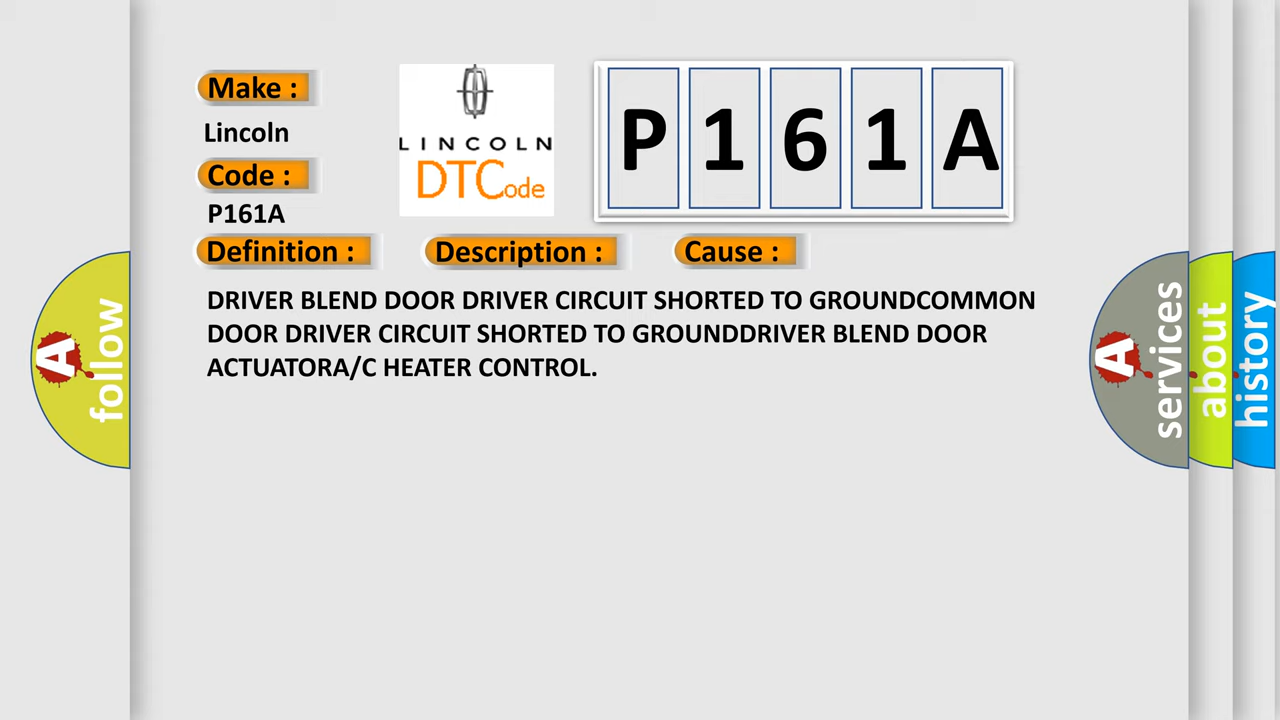 Make :
Lincoln
Code :
P161A
LINCOLN
DTCode
P 1 6 1 A
Definition :
Description :
Cause :
DRIVER BLEND DOOR DRIVER CIRCUIT SHORTED TO GROUNDCOMMON
DOOR DRIVER CIRCUIT SHORTED TO GROUNDDRIVER BLEND DOOR
ACTUATORA/C HEATER CONTROL.
A follow
A services
about
history